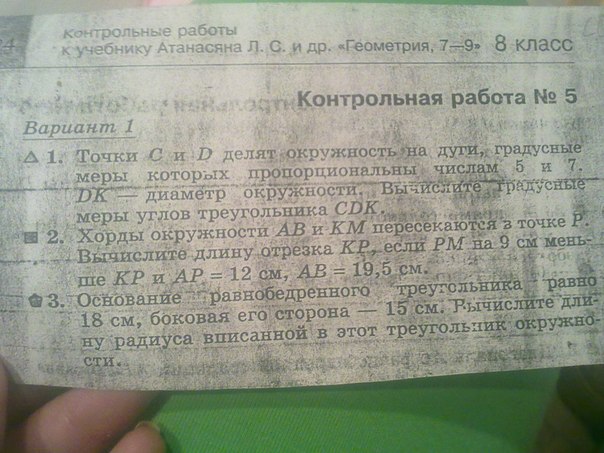 24
Контрольные работы
к учебнику Атанасяна Л. С. и др. «Геометрия, 7—9» 8 класс
Контрольная работа № 5
Вариант 1
1. Точки C и D делят окружность на дуги, градусные
меры которых пропорциональны числам 5 и 7.
DK — диаметр окружности. Вычислите градусные
меры углов треугольника CDK.
2. Хорды окружности AB и KM пересекаются в точке P.
Вычислите длину отрезка KP, если PM на 9 см мень-
ше KP и AP = 12 см, AB = 19,5 см.
3. Основание равнобедренного треугольника равно
18 см, боковая его сторона — 15 см. Вычислите дли-
ну радиуса вписанной в этот треугольник окружно-
сти.